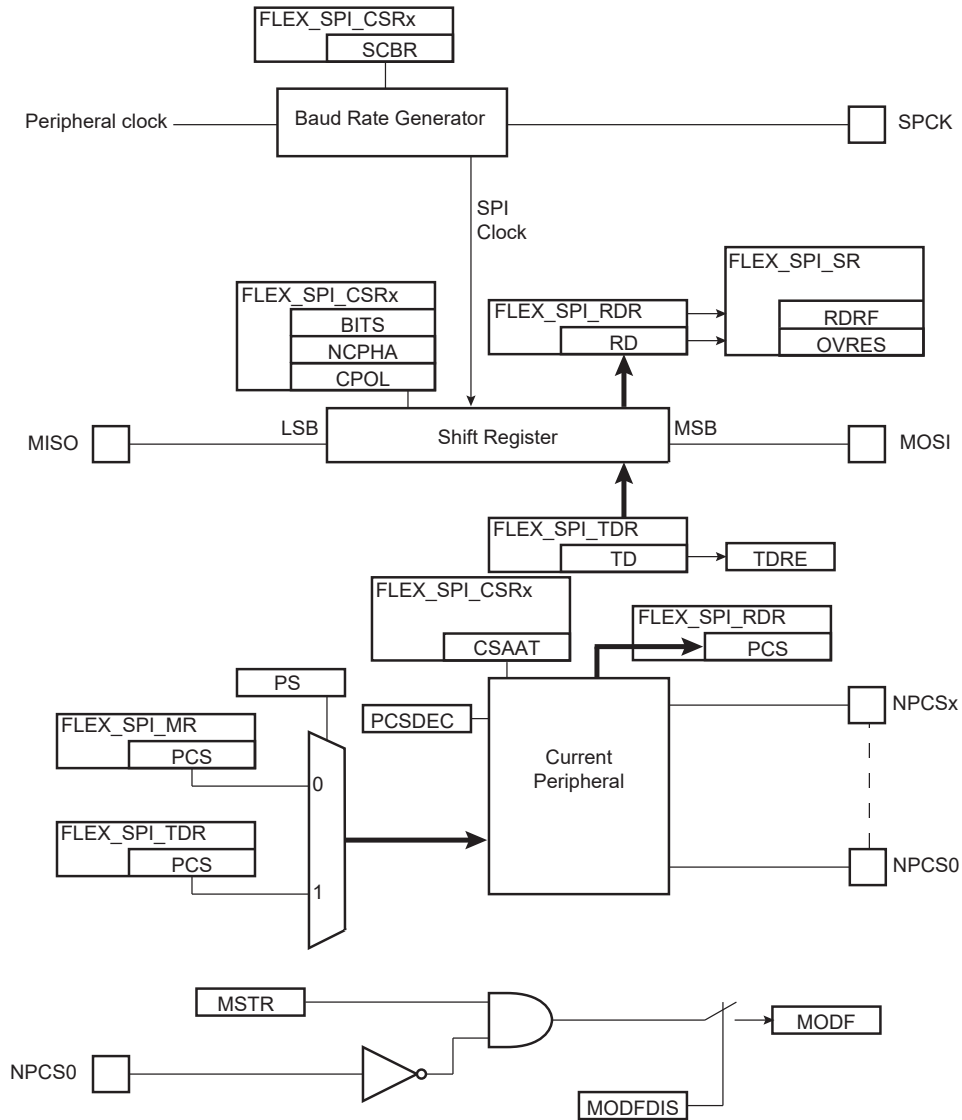 FLEX_SPI_CSRx
SCBR
Peripheral clock
Baud Rate Generator
SPCK
SPI
Clock
FLEX_SPI_SR
RDRF
OVRES
FLEX_SPI_CSRx
BITS
NCPHA
CPOL
FLEX_SPI_RDR
RD
MISO
LSB
Shift Register
MSB
MOSI
FLEX_SPI_TDR
TD
TDRE
FLEX_SPI_CSRx
CSAAT
FLEX_SPI_RDR
PCS
PS
PCSDEC
NPCSx
FLEX_SPI_MR
PCS
0
Current
Peripheral
FLEX_SPI_TDR
PCS
1
NPCS0
MSTR
MODF
NPCS0
MODFDIS